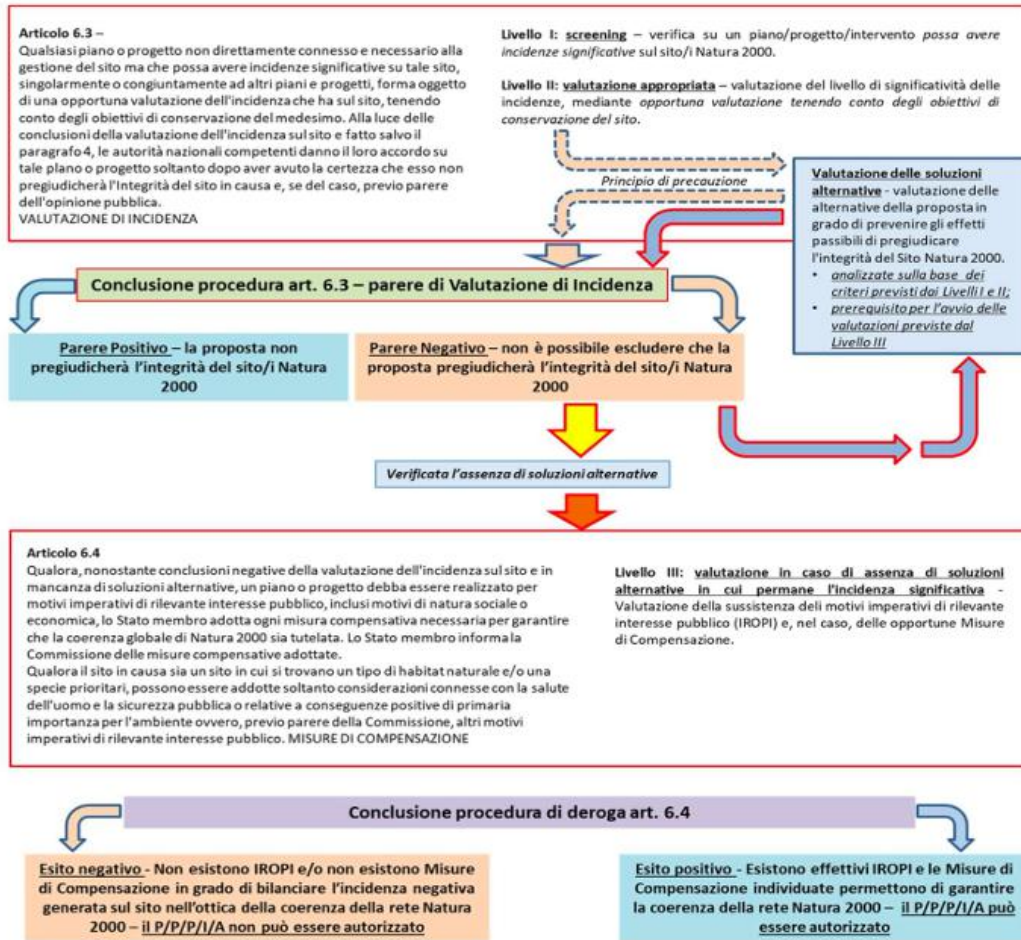 Articolo 6.3 –
Qualsiasi piano o progetto non direttamente connesso e necessario alla
gestione del sito ma che possa avere incidenze significative su tale sito,
singolarmente o congiuntamente ad altri piani e progetti, forma oggetto
di una opportuna valutazione dell'incidenza che ha sul sito, tenendo
conto degli obiettivi di conservazione del medesimo. Alla luce delle
conclusioni della valutazione dell'incidenza sul sito e fatto salvo il
paragrafo 4, le autorità nazionali competenti danno il loro accordo su
tale piano o progetto soltanto dopo aver avuto la certezza che esso non
pregiudicherà l'Integrità del sito in causa e, se del caso, previo parere
dell'opinione pubblica.
VALUTAZIONE DI INCIDENZA
Livello I: screening – verifica su un piano/progetto/intervento possa avere
incidenze significative sul sito/i Natura 2000.
Livello II: valutazione appropriata – valutazione del livello di significatività delle
incidenze, mediante opportuna valutazione tenendo conto degli obiettivi di
conservazione del sito.
Principio di precauzione
Valutazione delle soluzioni
alternative - valutazione delle
alternative della proposta in
grado di prevenire gli effetti
passibili di pregiudicare
l'integrità del Sito Natura 2000.
• analizzate sulla base dei
criteri previsti dai Livelli I e II;
• prerequisito per l'avvio delle
valutazioni previste dal
Livello III
Conclusione procedura art. 6.3 – parere di Valutazione di Incidenza
Parere Positivo – la proposta non
pregiudicherà l'integrità del sito/i Natura
2000
Parere Negativo – non è possibile escludere che la
proposta pregiudicherà l'integrità del sito/i Natura
2000
Verificata l'assenza di soluzioni alternative
Articolo 6.4
Qualora, nonostante conclusioni negative della valutazione dell'incidenza sul sito e in
mancanza di soluzioni alternative, un piano o progetto debba essere realizzato per
motivi imperativi di rilevante interesse pubblico, inclusi motivi di natura sociale o
economica, lo Stato membro adotta ogni misura compensativa necessaria per garantire
che la coerenza globale di Natura 2000 sia tutelata. Lo Stato membro informa la
Commissione delle misure compensative adottate.
Qualora il sito in causa sia un sito in cui si trovano un tipo di habitat naturale e/o una
specie prioritari, possono essere addotte soltanto considerazioni connesse con la salute
dell'uomo e la sicurezza pubblica o relative a conseguenze positive di primaria
importanza per l'ambiente ovvero, previo parere della Commissione, altri motivi
imperativi di rilevante interesse pubblico. MISURE DI COMPENSAZIONE
Livello III: valutazione in caso di assenza di soluzioni
alternative in cui permane l'incidenza significativa -
Valutazione della sussistenza deli motivi imperativi di rilevante
interesse pubblico (IROPI) e, nel caso, delle opportune Misure
di Compensazione.
Conclusione procedura di deroga art. 6.4
Esito negativo - Non esistono IROPI e/o non esistono Misure
di Compensazione in grado di bilanciare l'incidenza negativa
generata sul sito nell'ottica della coerenza della rete Natura
2000 – il P/P/P/I/A non può essere autorizzato
Esito positivo - Esistono effettivi IROPI e le Misure di
Compensazione individuate permettono di garantire
la coerenza della rete Natura 2000 – il P/P/P/I/A può
essere autorizzato